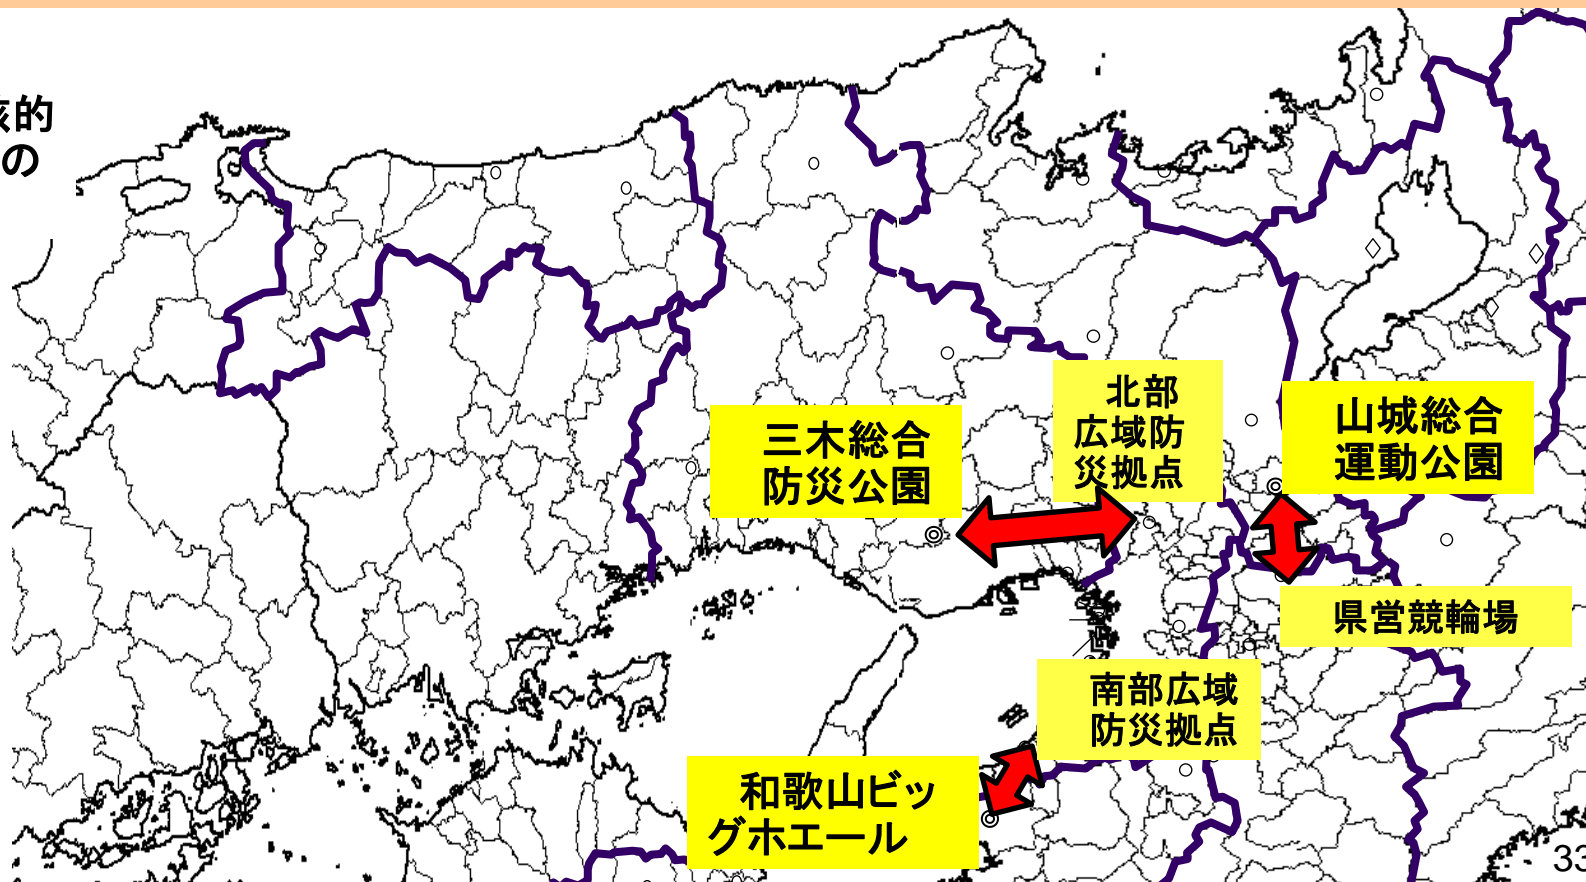 的
の
三木総合
防災公園
北部
広域防
災拠点
山城総合
運動公園
県営競輪場
南部広域
防災拠点
和歌山ビッ
グホエール
33